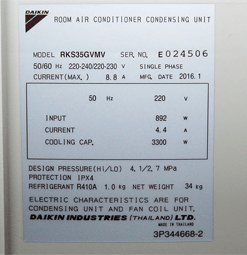 DAIKIN
ROOM AIR CONDITIONER CONDENSING UNIT
MODEL RKS35GVMV SERIAL NO. E024506
50/60 Hz 220-240/220-230 V SINGLE PHASE
CURRENT(MAX.) 8.8 A MFG. DATE 2016.1
50 Hz 220 V
INPUT 892 W
CURRENT 4.4 A
COOLING CAP. 3300 W
DESIGN PRESSURE(HI/LO) 4.1/2.7 MPa
PROTECTION IPX4
REFRIGERANT R410A 1.0 kg NET WEIGHT 34 kg
ELECTRIC CHARACTERISTICS ARE FOR
CONDENSING UNIT AND FAN COIL UNIT.
DAIKIN INDUSTRIES (THAILAND) LTD.
MADE IN THAILAND
3P344668-2